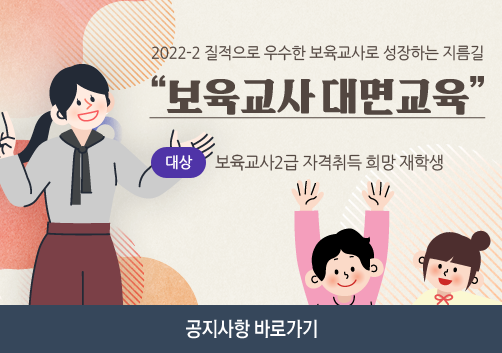 2022-2 질적으로 우수한 보육교사로 성장하는 지름길
“보육교사 대면교육”
대상 보육교사2급 자격취득 희망 재학생
공지사항 바로가기